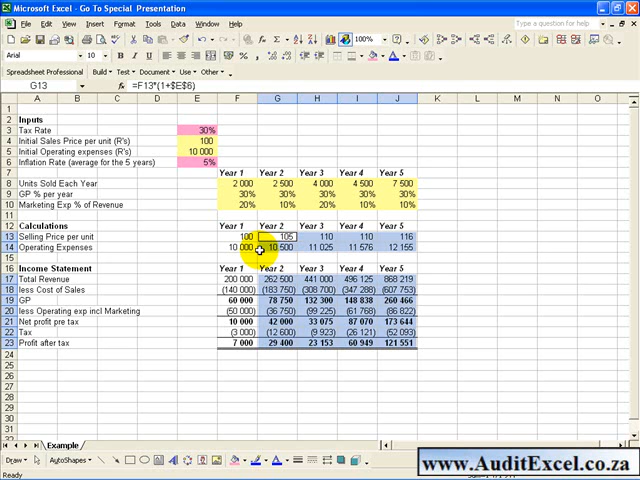 Microsoft Excel - Go To Special Presentation
File Edit View Insert Format Tools Data Window Help
Type a question for help
100%
Arial 10 B I U
Spreadsheet Professional Build Test Document Use Other
G13 =F13*(1+$E$6)
A B C D E F G H I J K L M N O
1
2 Inputs
3 Tax Rate 30%
4 Initial Sales Price per unit (R's) 100
5 Initial Operating expenses (R's) 10 000
6 Inflation Rate (average for the 5 years) 5%
7 Year 1 Year 2 Year 3 Year 4 Year 5
8 Units Sold Each Year 2 000 2 500 4 000 4 500 7 500
9 GP % per year 30% 30% 30% 30% 30%
10 Marketing Exp % of Revenue 20% 10% 20% 10% 10%
11
12 Calculations Year 1 Year 2 Year 3 Year 4 Year 5
13 Selling Price per unit 100 105 110 110 116
14 Operating Expenses 10 000 10 500 11 025 11 576 12 155
15
16 Income Statement Year 1 Year 2 Year 3 Year 4 Year 5
17 Total Revenue 200 000 262 500 441 000 496 125 868 219
18 less Cost of Sales (140 000) (183 750) (308 700) (347 288) (607 753)
19 GP 60 000 78 750 132 300 148 838 260 466
20 less Operating exp incl Marketing (50 000) (36 750) (99 225) (61 768) (86 822)
21 Net profit pre tax 10 000 42 000 33 075 87 070 173 644
22 Tax (3 000) (12 600) (9 923) (26 121) (52 093)
23 Profit after tax 7 000 29 400 23 153 60 949 121 551
24
25
26
27
28
29
30
31
Example
Draw AutoShapes
www.AuditExcel.co.za